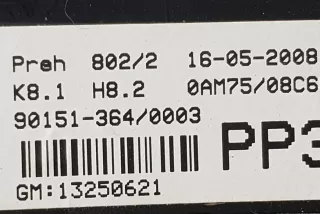 Preh 802/2 16-05-2008
K8.1 H8.2 0AM75/08C6
90151-364/0003
PP3
GM:13250621